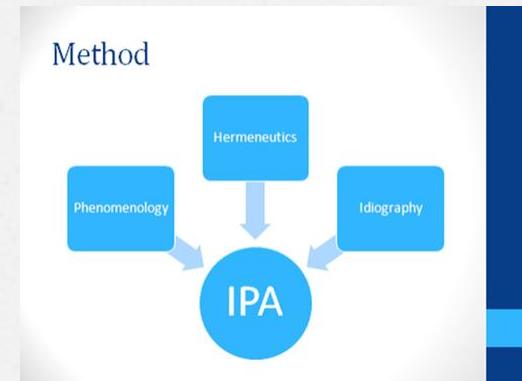 Method
Hermeneutics
Phenomenology
Idiography
IPA